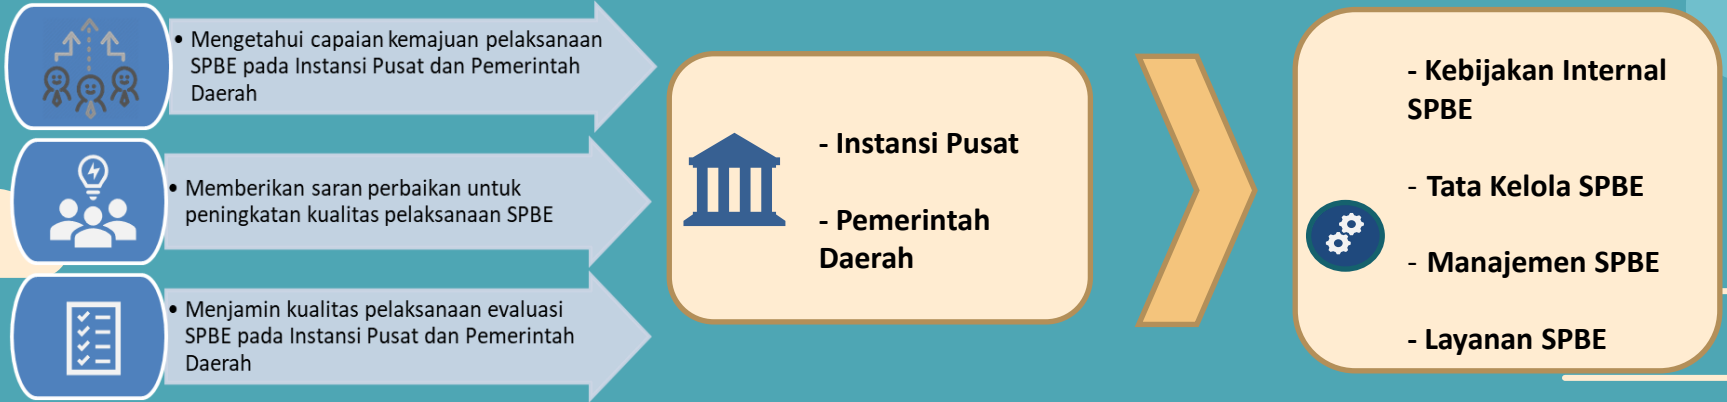 • Mengetahui capaian kemajuan pelaksanaan
SPBE pada Instansi Pusat dan Pemerintah
Daerah
• Memberikan saran perbaikan untuk
peningkatan kualitas pelaksanaan SPBE
• Menjamin kualitas pelaksanaan evaluasi
SPBE pada Instansi Pusat dan Pemerintah
Daerah
- Instansi Pusat
- Pemerintah
Daerah
- Kebijakan Internal
SPBE
- Tata Kelola SPBE
- Manajemen SPBE
- Layanan SPBE